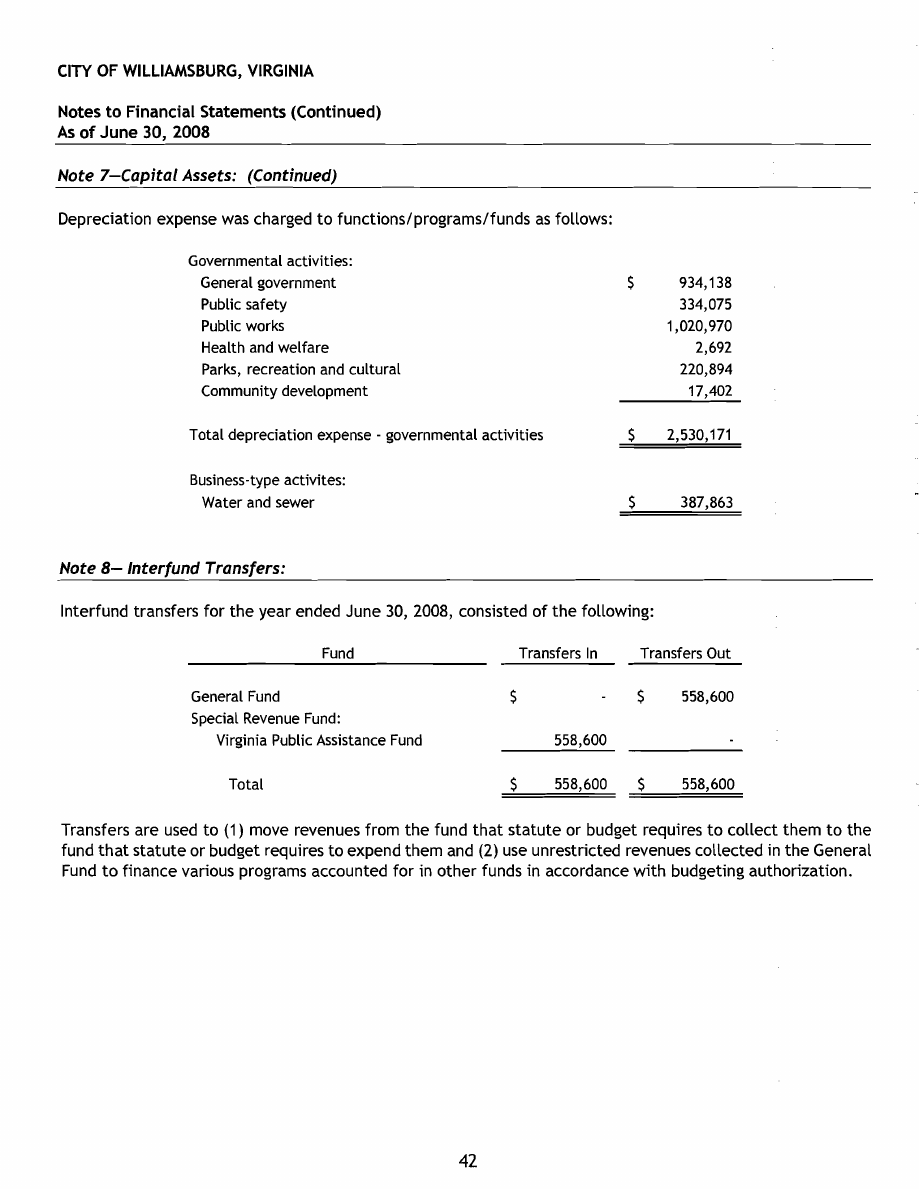 CITY OF WILLIAMSBURG, VIRGINIA
Notes to Financial Statements (Continued)
As of June 30, 2008
Note 7—Capital Assets: (Continued)
Depreciation expense was charged to functions/programs/funds as follows:
Governmental activities:
General government $ 934,138
Public safety 334,075
Public works 1,020,970
Health and welfare 2,692
Parks, recreation and cultural 220,894
Community development 17,402
Total depreciation expense - governmental activities $ 2,530,171
Business-type activites:
Water and sewer $ 387,863
Note 8— Interfund Transfers:
Interfund transfers for the year ended June 30, 2008, consisted of the following:
Fund Transfers In Transfers Out
General Fund $ - $ 558,600
Special Revenue Fund:
Virginia Public Assistance Fund 558,600 -
Total $ 558,600 $ 558,600
Transfers are used to (1) move revenues from the fund that statute or budget requires to collect them to the
fund that statute or budget requires to expend them and (2) use unrestricted revenues collected in the General
Fund to finance various programs accounted for in other funds in accordance with budgeting authorization.
42